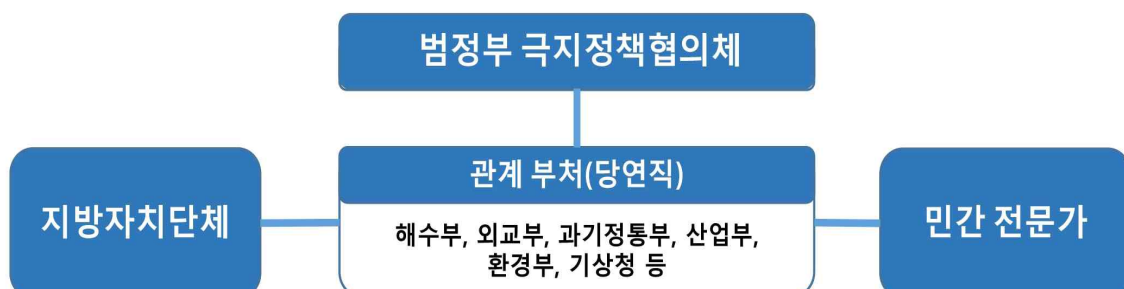 범정부 극지정책협의체
지방자치단체
관계 부처(당연직)
해수부, 외교부, 과기정통부, 산업부,
환경부, 기상청 등
민간 전문가